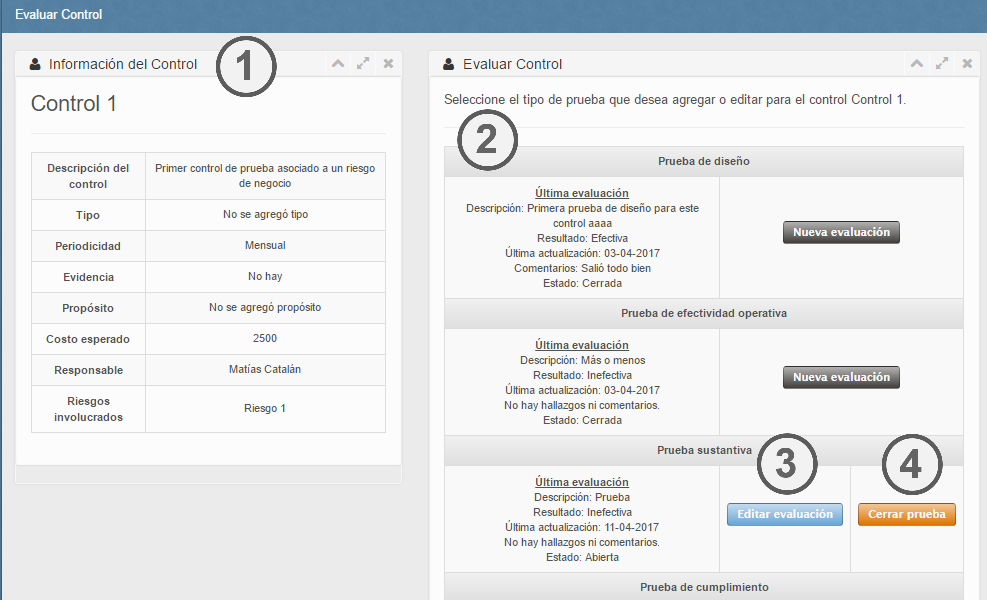 Evaluar Control
Información del Control
1
Control 1
Descripción del
control
Primer control de prueba asociado a un riesgo
de negocio
Tipo
No se agregó tipo
Periodicidad
Mensual
Evidencia
No hay
Propósito
No se agregó propósito
Costo esperado
2500
Responsable
Matías Catalán
Riesgos
involucrados
Riesgo 1
Evaluar Control
Seleccione el tipo de prueba que desea agregar o editar para el control Control 1.
2
Prueba de diseño
Última evaluación
Descripción: Primera prueba de diseño para este
control aaaa
Resultado: Efectiva
Última actualización: 03-04-2017
Comentarios: Salió todo bien
Estado: Cerrada
Nueva evaluación
Prueba de efectividad operativa
Última evaluación
Descripción: Más o menos
Resultado: Inefectiva
Última actualización: 03-04-2017
No hay hallazgos ni comentarios.
Estado: Cerrada
Nueva evaluación
Prueba sustantiva
3
4
Última evaluación
Descripción: Prueba
Resultado: Inefectiva
Última actualización: 11-04-2017
No hay hallazgos ni comentarios.
Estado: Abierta
Editar evaluación
Cerrar prueba
Prueba de cumplimiento